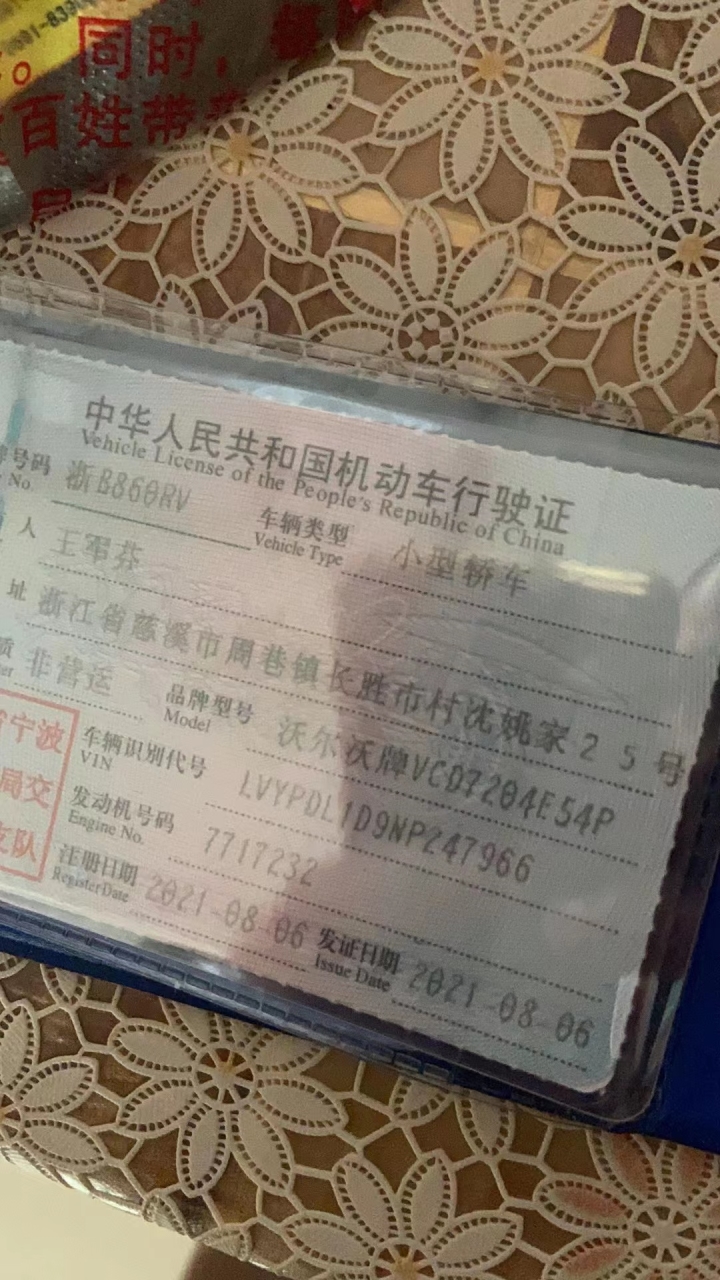 同时，
百姓带
中华人民共和国机动车行驶证
Vehicle License of the People's Republic of China
号码 浙B860RV 车辆类型 小型轿车
No. Vehicle Type
人 王军芬
址 浙江省慈溪市周巷镇长胜市村沈姚家25号
非营运 品牌型号 沃尔沃牌VCD7204E54P
Model
车辆识别代号 LVYPDL1D9NP247966
VIN
发动机号码 7717232
Engine No.
注册日期 2021-08-06 发证日期 2021-08-06
Register Date Issue Date
宁波
局交
支队